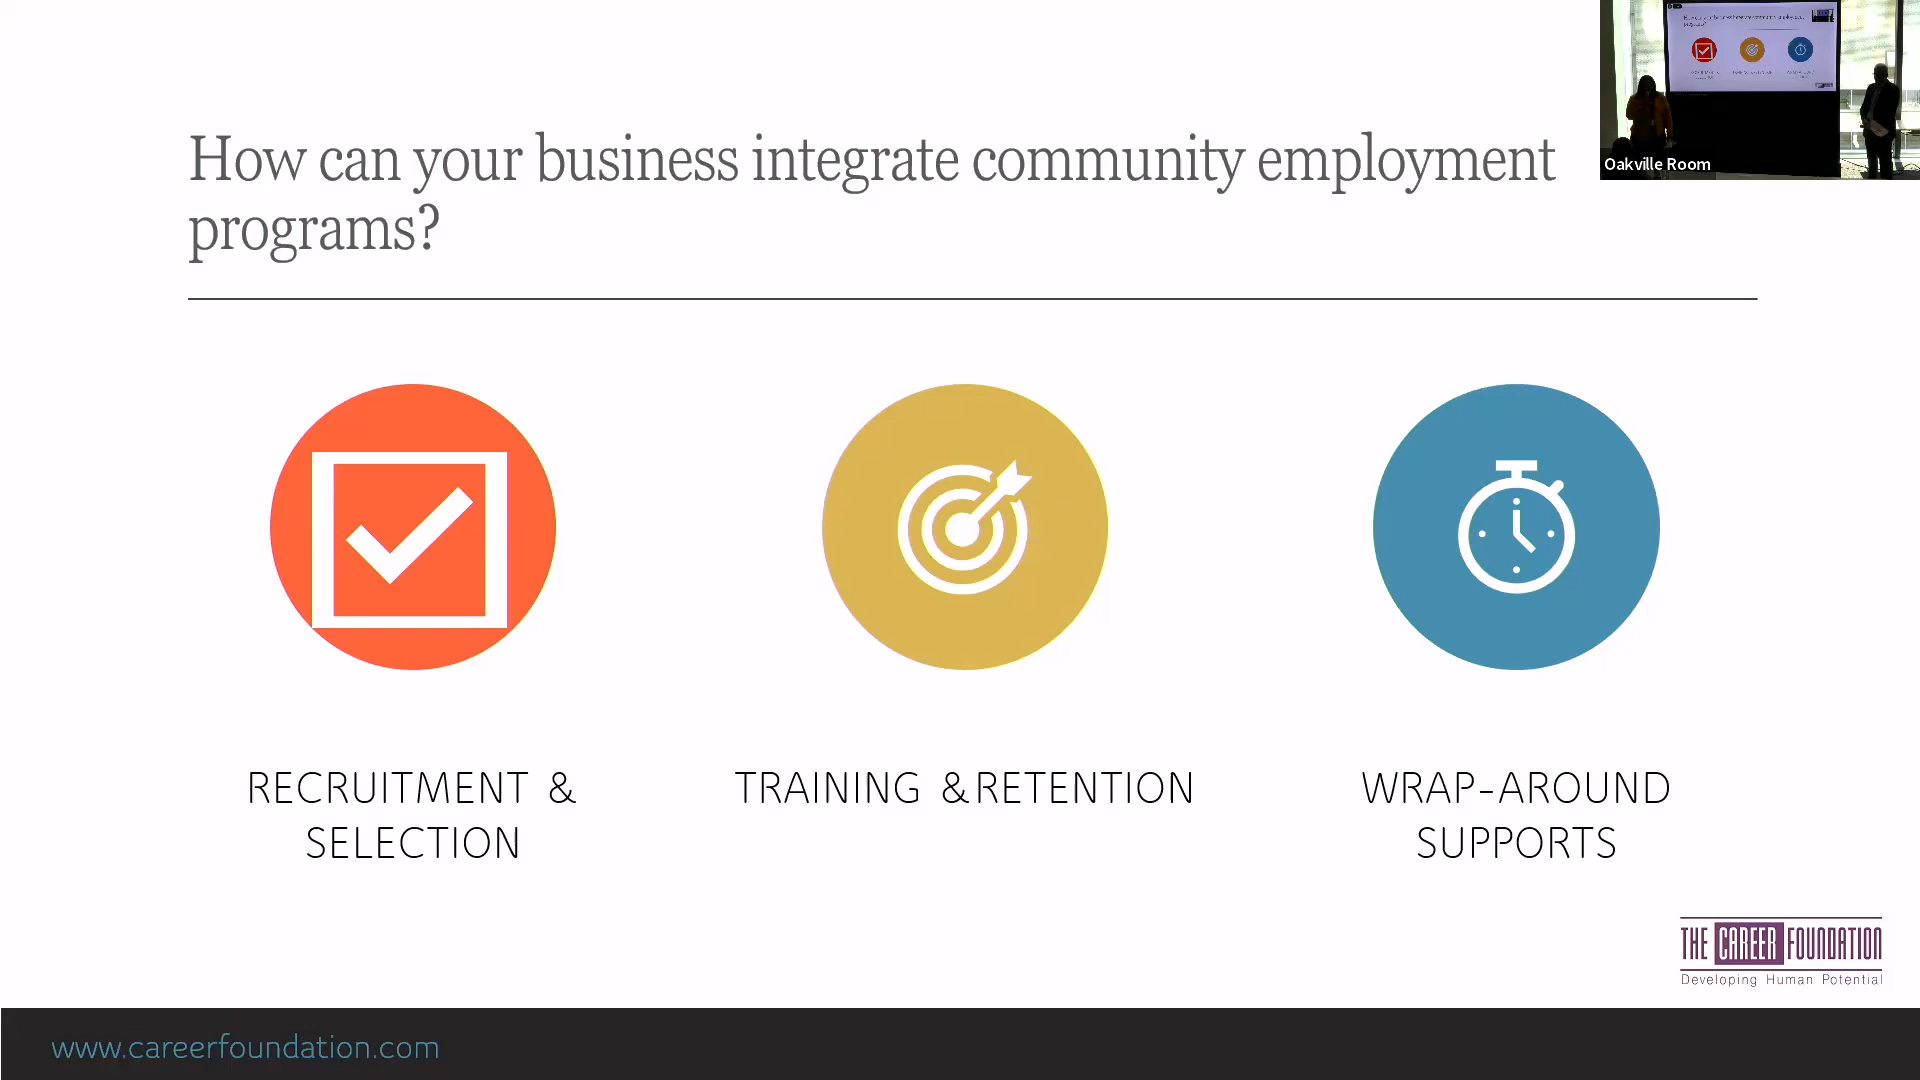 How can your business integrate community employment
programs?
Oakville Room
RECRUITMENT &
SELECTION
TRAINING &RETENTION
WRAP-AROUND
SUPPORTS
THE CAREER FOUNDATION
Developing Human Potential
www.careerfoundation.com